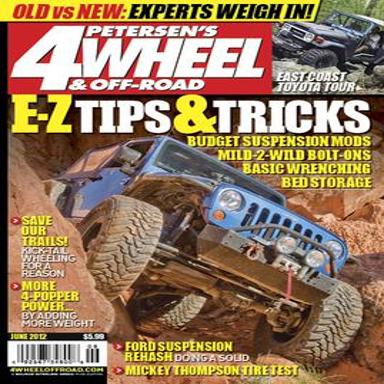 OLD vs NEW: EXPERTS WEIGH IN!
PETERSEN'S
4WHEEL
& OFF-ROAD
EAST COAST
TOYOTA TOUR
E-Z TIPS & TRICKS
BUDGET SUSPENSION MODS
MILD-2-WILD BOLT-ONS
BASIC WRENCHING
BED STORAGE
SAVE
OUR
TRAILS!
KICK-TAIL
WHEELING
FOR A
REASON
MORE
4-POPPER
POWER...
BY ADDING
MORE WEIGHT
JUNE 2012 $5.99
4WHEELOFFROAD.COM
FORD SUSPENSION
REHASH DO'NG A SOLID
MICKEY THOMPSON TIRE TEST